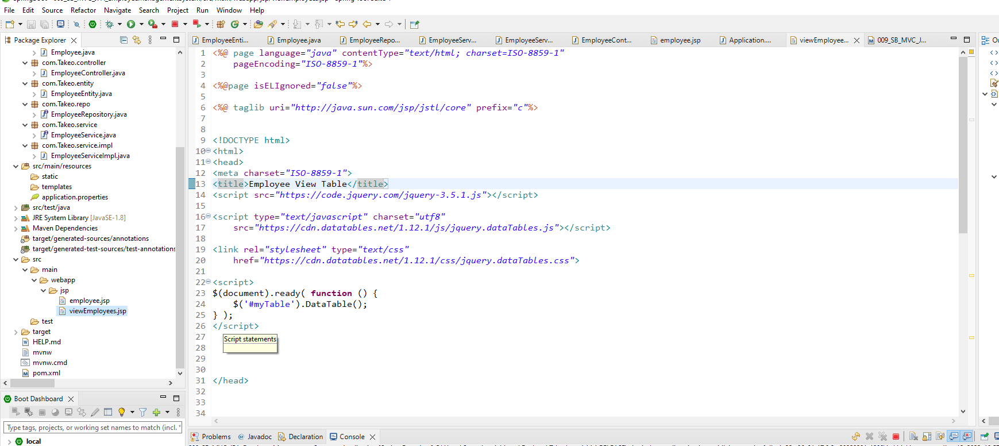 File Edit Source Refactor Navigate Search Project Run Window Help
Package Explorer
Employee.java
com.Takeo.controller
EmployeeController.java
com.Takeo.entity
EmployeeEntity.java
com.Takeo.repo
EmployeeRepository.java
com.Takeo.service
EmployeeService.java
com.Takeo.service.impl
EmployeeServiceImpl.java
src/main/resources
static
templates
application.properties
src/test/java
JRE System Library [JavaSE-1.8]
Maven Dependencies
target/generated-sources/annotations
target/generated-test-sources/test-annotations
src
main
webapp
jsp
employee.jsp
viewEmployees.jsp
test
target
HELP.md
mvnw
mvnw.cmd
pom.xml
Boot Dashboard
Type tags, projects, or working set names to match (incl. *
local
EmployeeEnti... Employee.java EmployeeRepo... EmployeeServ... EmployeeServ... EmployeeCont... employee.jsp Application.... viewEmployee... 009_SB_MVC_J...
1 <%@ page language="java" contentType="text/html; charset=ISO-8859-1"
2 pageEncoding="ISO-8859-1"%>
3
4 <%@page isELIgnored="false"%>
5
6 <%@ taglib uri="http://java.sun.com/jsp/jstl/core" prefix="c"%>
7
8
9 <!DOCTYPE html>
10 <html>
11 <head>
12 <meta charset="ISO-8859-1">
13 <title>Employee View Table</title>
14 <script src="https://code.jquery.com/jquery-3.5.1.js"></script>
15
16 <script type="text/javascript" charset="utf8"
17 src="https://cdn.datatables.net/1.12.1/js/jquery.dataTables.js"></script>
18
19 <link rel="stylesheet" type="text/css"
20 href="https://cdn.datatables.net/1.12.1/css/jquery.dataTables.css">
21
22 <script>
23 $(document).ready( function () {
24 $('#myTable').DataTable();
25 } );
26 </script>
27
Script statements
28
29
30
31 </head>
32
33
34
Problems Javadoc Declaration Console
Ou